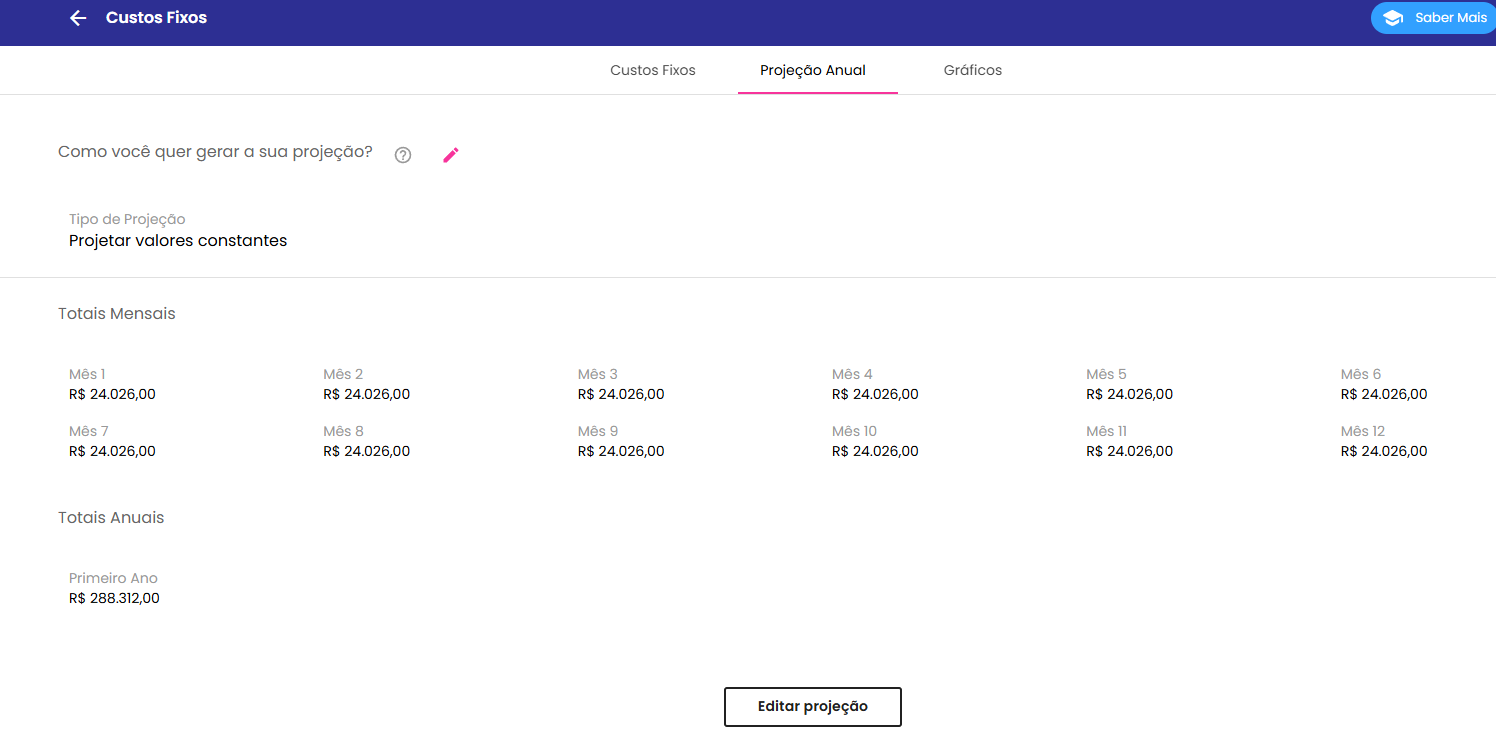 Custos Fixos
Saber Mais
Custos Fixos Projeção Anual Gráficos
Como você quer gerar a sua projeção?
Tipo de Projeção
Projetar valores constantes
Totais Mensais
Mês 1 Mês 2 Mês 3 Mês 4 Mês 5 Mês 6
R$ 24.026,00 R$ 24.026,00 R$ 24.026,00 R$ 24.026,00 R$ 24.026,00 R$ 24.026,00
Mês 7 Mês 8 Mês 9 Mês 10 Mês 11 Mês 12
R$ 24.026,00 R$ 24.026,00 R$ 24.026,00 R$ 24.026,00 R$ 24.026,00 R$ 24.026,00
Totais Anuais
Primeiro Ano
R$ 288.312,00
Editar projeção